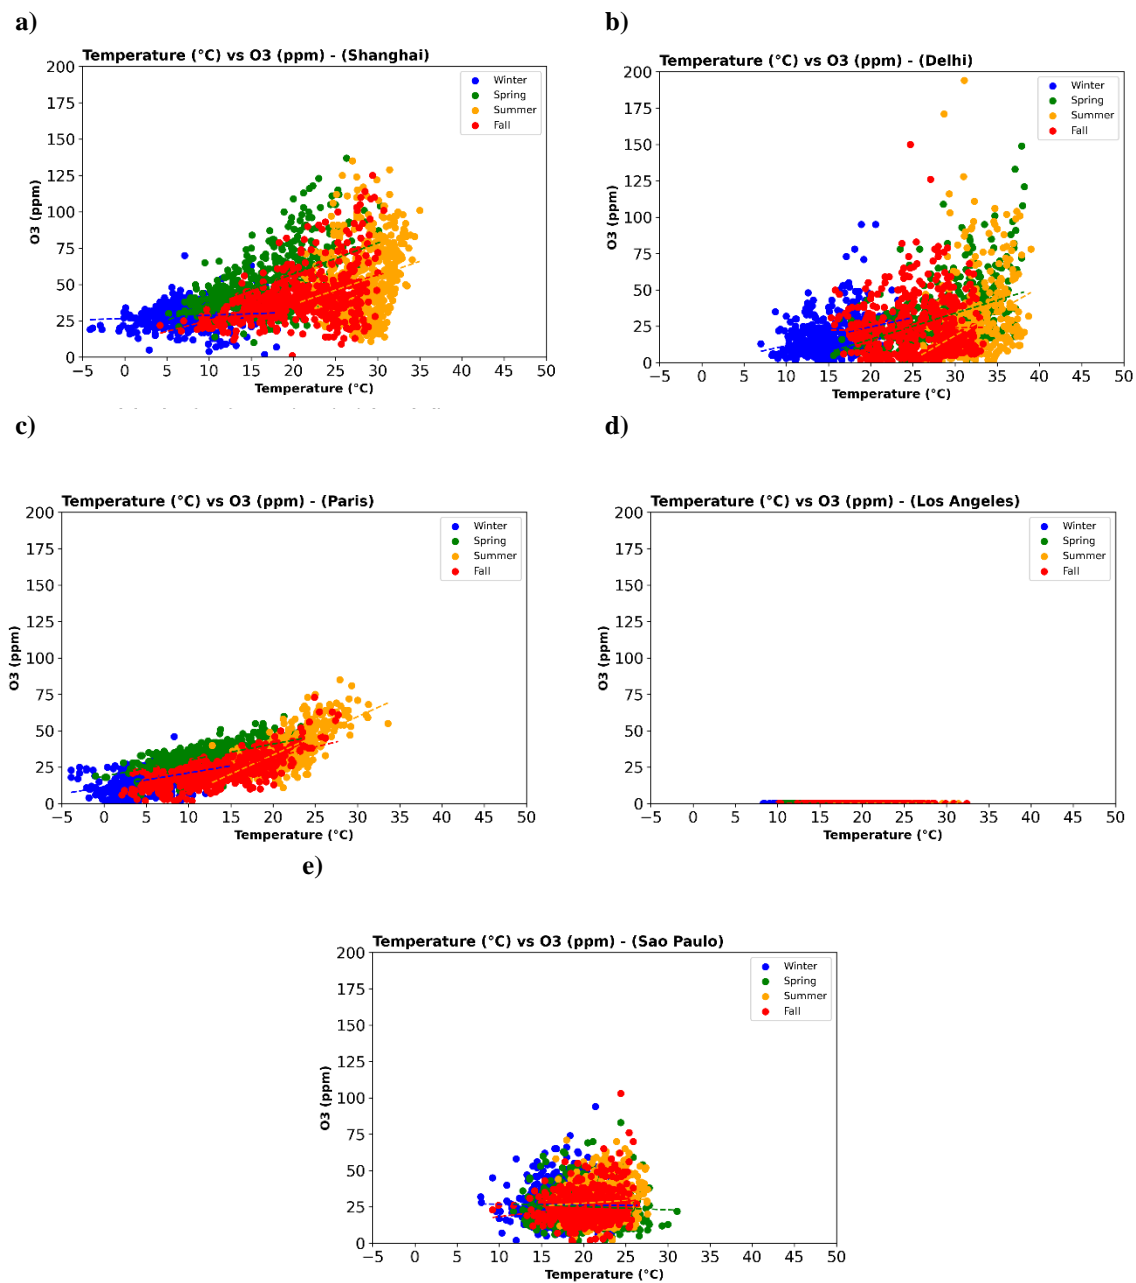 a)
Temperature (°C) vs O3 (ppm) - (Shanghai)
200
175
150
125
100
75
50
25
0
O3 (ppm)
Winter
Spring
Summer
Fall
−5 0 5 10 15 20 25 30 35 40 45 50
Temperature (°C)
b)
Temperature (°C) vs O3 (ppm) - (Delhi)
200
175
150
125
100
75
50
25
0
O3 (ppm)
Winter
Spring
Summer
Fall
−5 0 5 10 15 20 25 30 35 40 45 50
Temperature (°C)
c)
Temperature (°C) vs O3 (ppm) - (Paris)
200
175
150
125
100
75
50
25
0
O3 (ppm)
Winter
Spring
Summer
Fall
−5 0 5 10 15 20 25 30 35 40 45 50
Temperature (°C)
d)
Temperature (°C) vs O3 (ppm) - (Los Angeles)
200
175
150
125
100
75
50
25
0
O3 (ppm)
Winter
Spring
Summer
Fall
−5 0 5 10 15 20 25 30 35 40 45 50
Temperature (°C)
e)
Temperature (°C) vs O3 (ppm) - (Sao Paulo)
200
175
150
125
100
75
50
25
0
O3 (ppm)
Winter
Spring
Summer
Fall
−5 0 5 10 15 20 25 30 35 40 45 50
Temperature (°C)